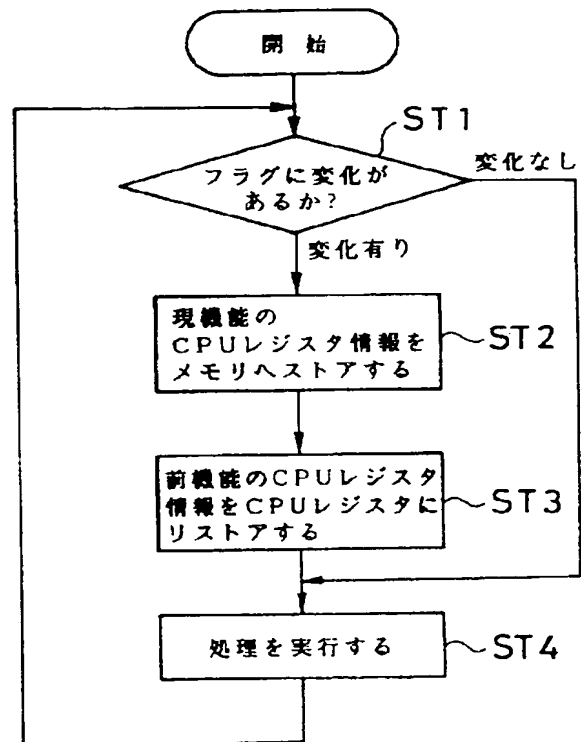 開始
ST1
フラグに変化が
あるか?
変化なし
変化有り
現機能の
CPUレジスタ情報を
メモリへストアする
ST2
前機能のCPUレジスタ
情報をCPUレジスタに
リストアする
ST3
処理を実行する
ST4